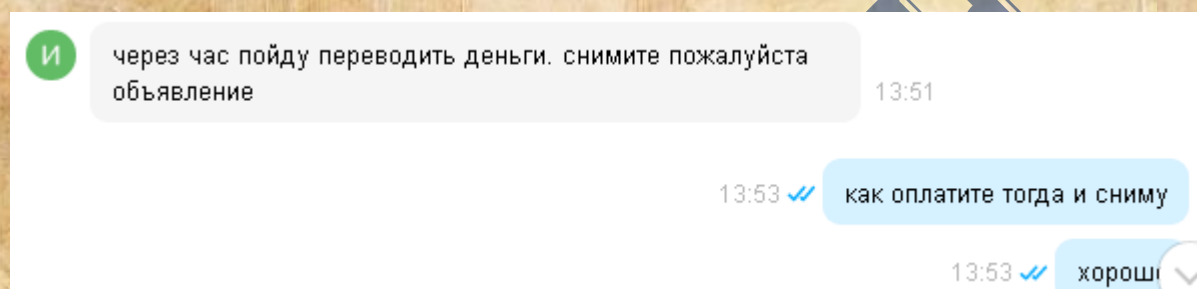 И
через час пойду переводить деньги. снимите пожалуйста
объявление
13:51
13:53
как оплатите тогда и сниму
13:53